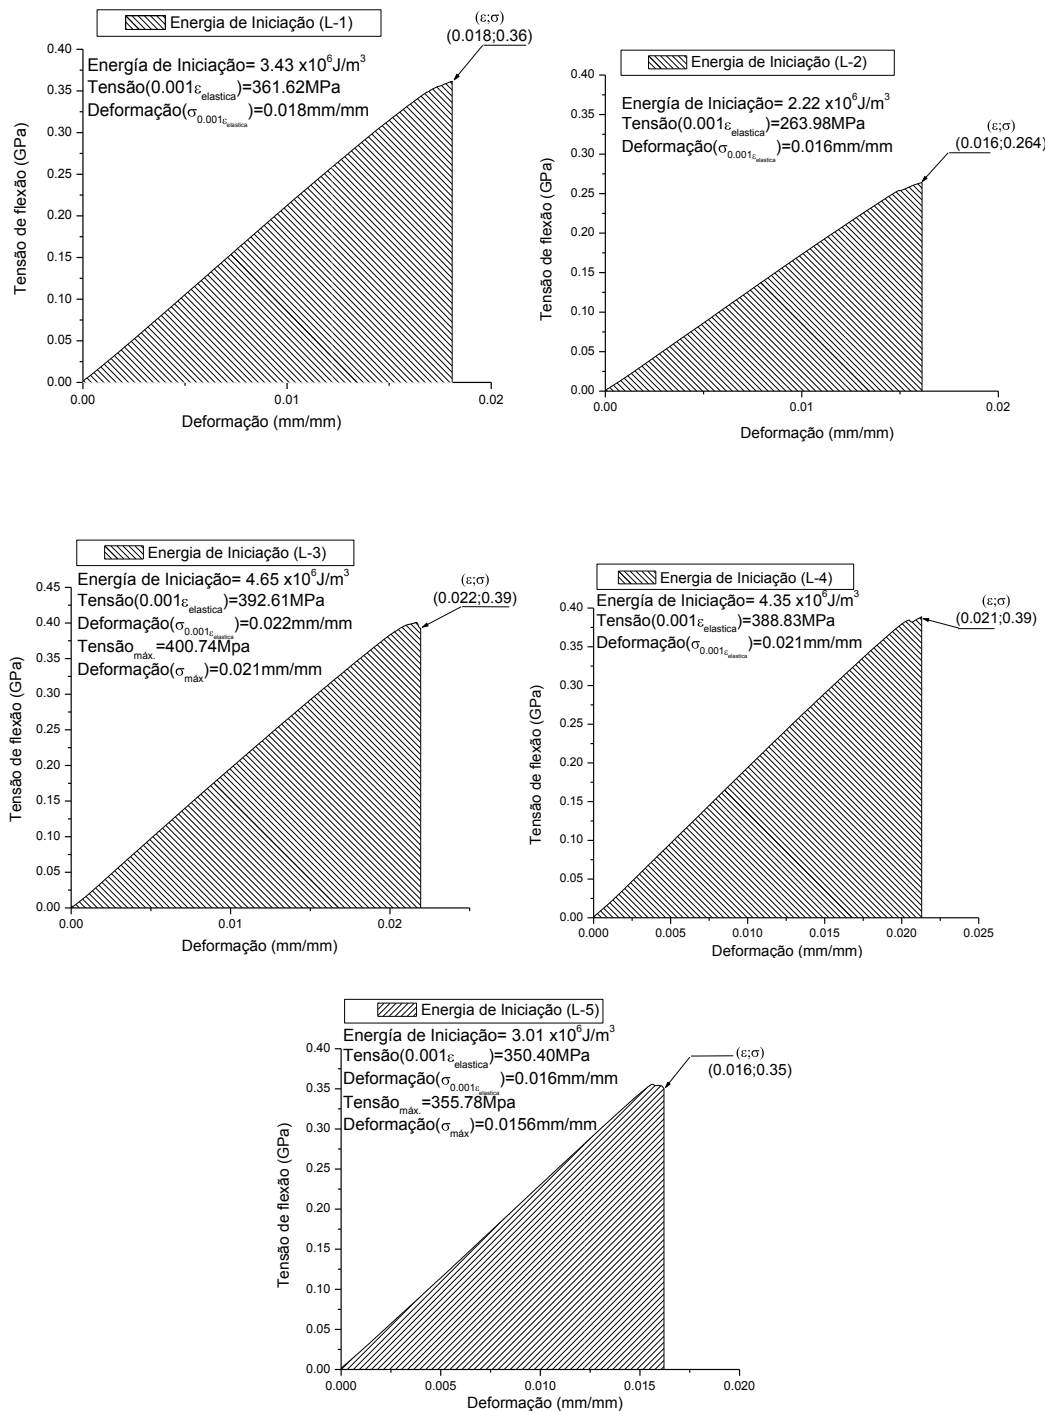 Energia de Iniciação (L-1)
(ε;σ)
(0.018;0.36)
Energía de Iniciação= 3.43 x10⁶J/m³
Tensão(0.001ε_elastica)=361.62MPa
Deformação(σ_0.001ε_elastica)=0.018mm/mm
0.40
0.35
0.30
0.25
0.20
0.15
0.10
0.05
0.00
Tensão de flexão (GPa)
0.00 0.01 0.02
Deformação (mm/mm)
Energia de Iniciação (L-2)
Energía de Iniciação= 2.22 x10⁶J/m³
Tensão(0.001ε_elastica)=263.98MPa
Deformação(σ_0.001ε_elastica)=0.016mm/mm
(ε;σ)
(0.016;0.264)
0.40
0.35
0.30
0.25
0.20
0.15
0.10
0.05
0.00
Tensão de flexão (GPa)
0.00 0.01 0.02
Deformação (mm/mm)
Energia de Iniciação (L-3)
Energía de Iniciação= 4.65 x10⁶J/m³
Tensão(0.001ε_elastica)=392.61MPa
Deformação(σ_0.001ε_elastica)=0.022mm/mm
Tensão_máx.=400.74Mpa
Deformação(σ_máx)=0.021mm/mm
(ε;σ)
(0.022;0.39)
0.45
0.40
0.35
0.30
0.25
0.20
0.15
0.10
0.05
0.00
Tensão de flexão (GPa)
0.00 0.01 0.02
Deformação (mm/mm)
Energia de Iniciação (L-4)
Energía de Iniciação= 4.35 x10⁶J/m³
Tensão(0.001ε_elastica)=388.83MPa
Deformação(σ_0.001ε_elastica)=0.021mm/mm
(ε;σ)
(0.021;0.39)
0.40
0.35
0.30
0.25
0.20
0.15
0.10
0.05
0.00
Tensão de flexão (GPa)
0.000 0.005 0.010 0.015 0.020 0.025
Deformação (mm/mm)
Energia de Iniciação (L-5)
Energía de Iniciação= 3.01 x10⁶J/m³
Tensão(0.001ε_elastica)=350.40MPa
Deformação(σ_0.001ε_elastica)=0.016mm/mm
Tensão_máx.=355.78Mpa
Deformação(σ_máx)=0.0156mm/mm
(ε;σ)
(0.016;0.35)
0.40
0.35
0.30
0.25
0.20
0.15
0.10
0.05
0.00
Tensão de flexão (GPa)
0.000 0.005 0.010 0.015 0.020
Deformação (mm/mm)